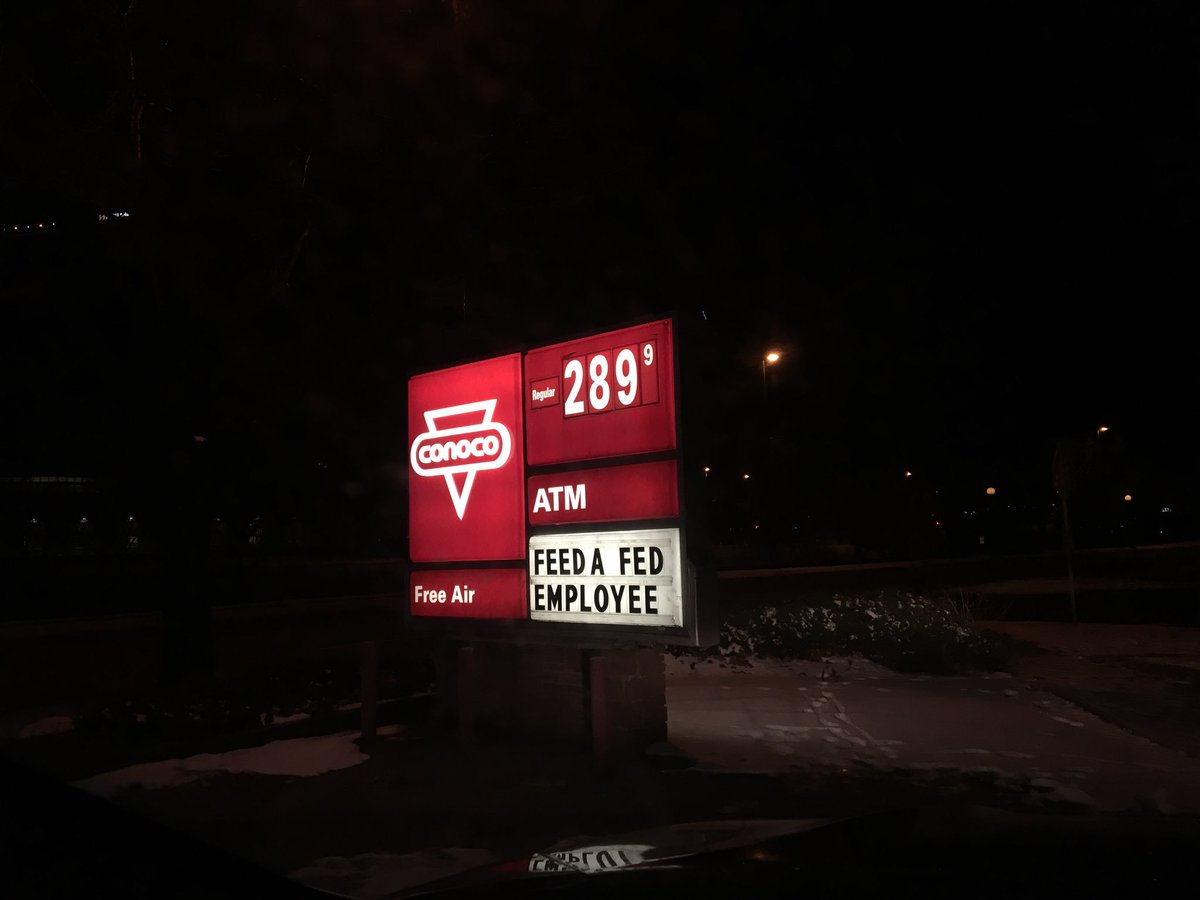 conoco
Regular 289 9
ATM
FEED A FED
EMPLOYEE
Free Air